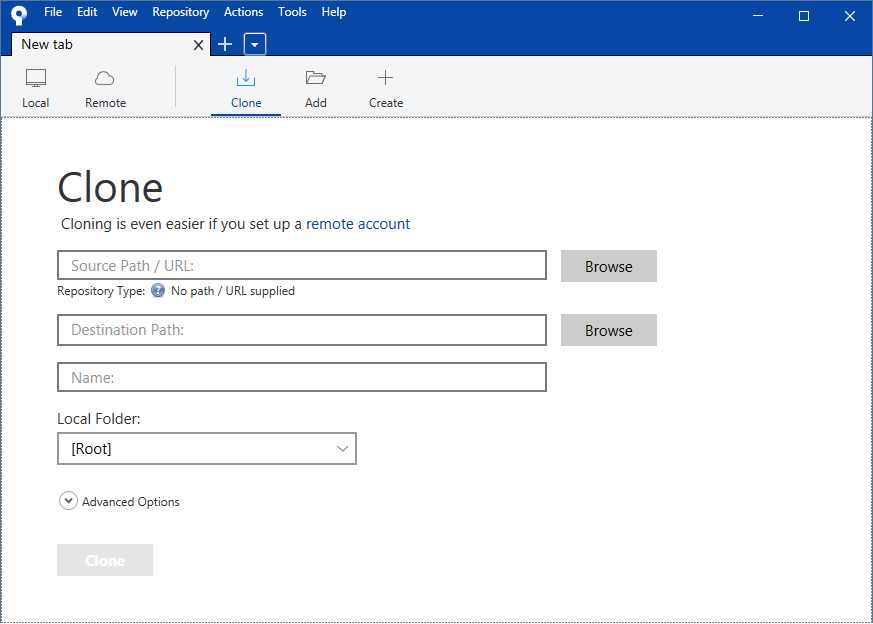 File Edit View Repository Actions Tools Help
New tab
Local Remote Clone Add Create
Clone
Cloning is even easier if you set up a remote account
Source Path / URL: Browse
Repository Type: ? No path / URL supplied
Destination Path: Browse
Name:
Local Folder:
[Root]
Advanced Options
Clone